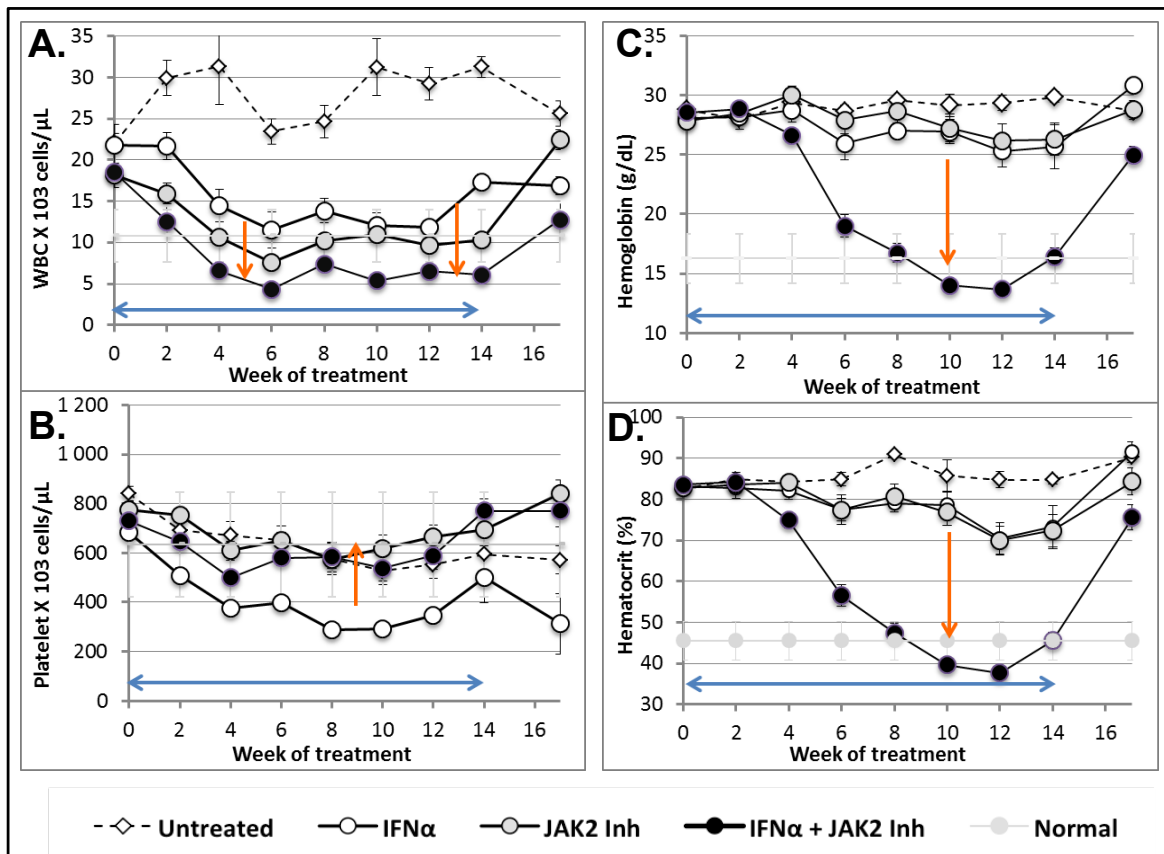 A.
WBC X 103 cells/µL
35
30
25
20
15
10
5
0
0 2 4 6 8 10 12 14 16
Week of treatment
B.
Platelet X 103 cells/µL
1 200
1 000
800
600
400
200
0
0 2 4 6 8 10 12 14 16
Week of treatment
C.
Hemoglobin (g/dL)
35
30
25
20
15
10
0 2 4 6 8 10 12 14 16
Week of treatment
D.
Hematocrit (%)
100
90
80
70
60
50
40
30
0 2 4 6 8 10 12 14 16
Week of treatment
Untreated IFNα JAK2 Inh IFNα + JAK2 Inh Normal